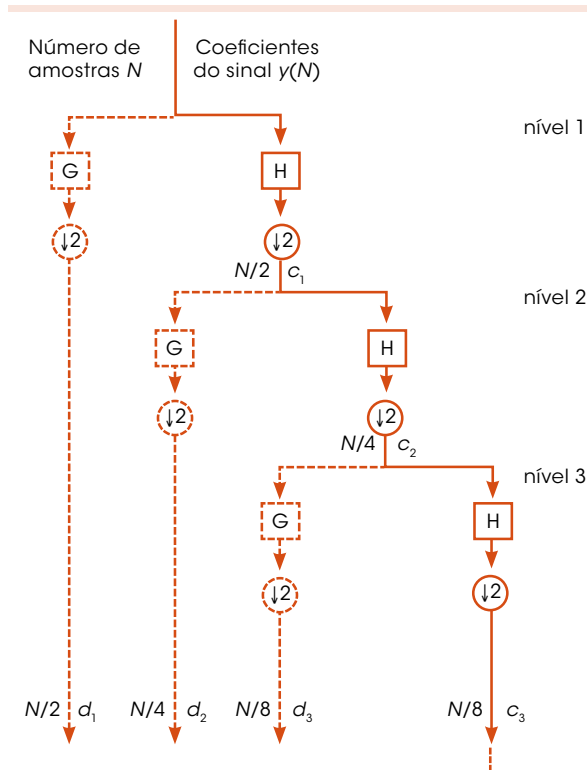 Número de amostras N
Coeficientes do sinal y(N)
nível 1
G
H
↓2
↓2
N/2 c₁
nível 2
G
H
↓2
↓2
N/4 c₂
nível 3
G
H
↓2
↓2
N/2 d₁
N/4 d₂
N/8 d₃
N/8 c₃